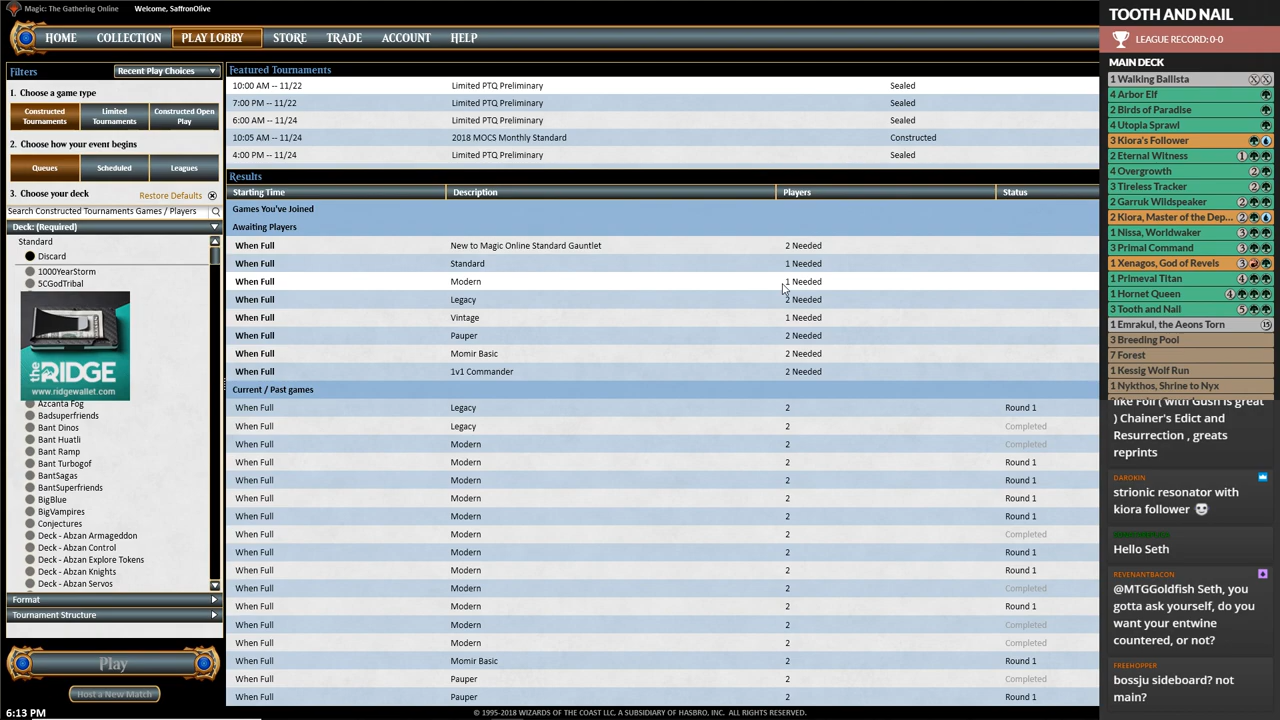 Magic: The Gathering Online
Welcome, SaffronOlive
HOME
COLLECTION
PLAY LOBBY
STORE
TRADE
ACCOUNT
HELP
Filters
Recent Play Choices
1. Choose a game type
Constructed Tournaments
Limited Tournaments
Constructed Open Play
2. Choose how your event begins
Queues
Scheduled
Leagues
3. Choose your deck
Restore Defaults
Search Constructed Tournaments Games / Players
Deck: (Required)
Standard
Discard
1000YearStorm
5CGodTribal
the RIDGE
www.ridgewallet.com
Azcanta Fog
Badsuperfriends
Bant Dinos
Bant Huatli
Bant Ramp
Bant Turbogof
BantSagas
BantSuperfriends
BigBlue
BigVampires
Conjectures
Deck - Abzan Armageddon
Deck - Abzan Control
Deck - Abzan Explore Tokens
Deck - Abzan Knights
Deck - Abzan Servos
Format
Tournament Structure
Play
Host a New Match
6:13 PM
Featured Tournaments
10:00 AM -- 11/22 Limited PTQ Preliminary Sealed
7:00 PM -- 11/22 Limited PTQ Preliminary Sealed
6:00 AM -- 11/24 Limited PTQ Preliminary Sealed
10:05 AM -- 11/24 2018 MOCS Monthly Standard Constructed
4:00 PM -- 11/24 Limited PTQ Preliminary Sealed
Results
Starting Time Description Players Status
Games You've Joined
Awaiting Players
When Full New to Magic Online Standard Gauntlet 2 Needed
When Full Standard 1 Needed
When Full Modern 1 Needed
When Full Legacy 2 Needed
When Full Vintage 1 Needed
When Full Pauper 2 Needed
When Full Momir Basic 2 Needed
When Full 1v1 Commander 2 Needed
Current / Past games
When Full Legacy 2 Round 1
When Full Legacy 2 Completed
When Full Modern 2 Completed
When Full Modern 2 Round 1
When Full Modern 2 Round 1
When Full Modern 2 Round 1
When Full Modern 2 Round 1
When Full Modern 2 Completed
When Full Modern 2 Round 1
When Full Modern 2 Round 1
When Full Modern 2 Completed
When Full Modern 2 Round 1
When Full Modern 2 Completed
When Full Modern 2 Completed
When Full Momir Basic 2 Round 1
When Full Pauper 2 Completed
When Full Pauper 2 Round 1
© 1995-2018 WIZARDS OF THE COAST LLC, A SUBSIDIARY OF HASBRO, INC. ALL RIGHTS RESERVED.
TOOTH AND NAIL
LEAGUE RECORD: 0-0
MAIN DECK
1 Walking Ballista X X
4 Arbor Elf
2 Birds of Paradise
4 Utopia Sprawl
3 Kiora's Follower
2 Eternal Witness 1
4 Overgrowth 2
3 Tireless Tracker 2
2 Garruk Wildspeaker 2
2 Kiora, Master of the Dep... 2
1 Nissa, Worldwaker 3
3 Primal Command 3
1 Xenagos, God of Revels 3
1 Primeval Titan 4
1 Hornet Queen 4
3 Tooth and Nail 5
1 Emrakul, the Aeons Torn 15
3 Breeding Pool
7 Forest
1 Kessig Wolf Run
1 Nykthos, Shrine to Nyx
like Foil ( with Gush is great
) Chainer's Edict and
Resurrection , greats
reprints
DAROKIN
strionic resonator with
kiora follower
Hello Seth
REVENANTBACON
@MTGGoldfish Seth, you
gotta ask yourself, do you
want your entwine
countered, or not?
FREEHOPPER
bossju sideboard? not
main?